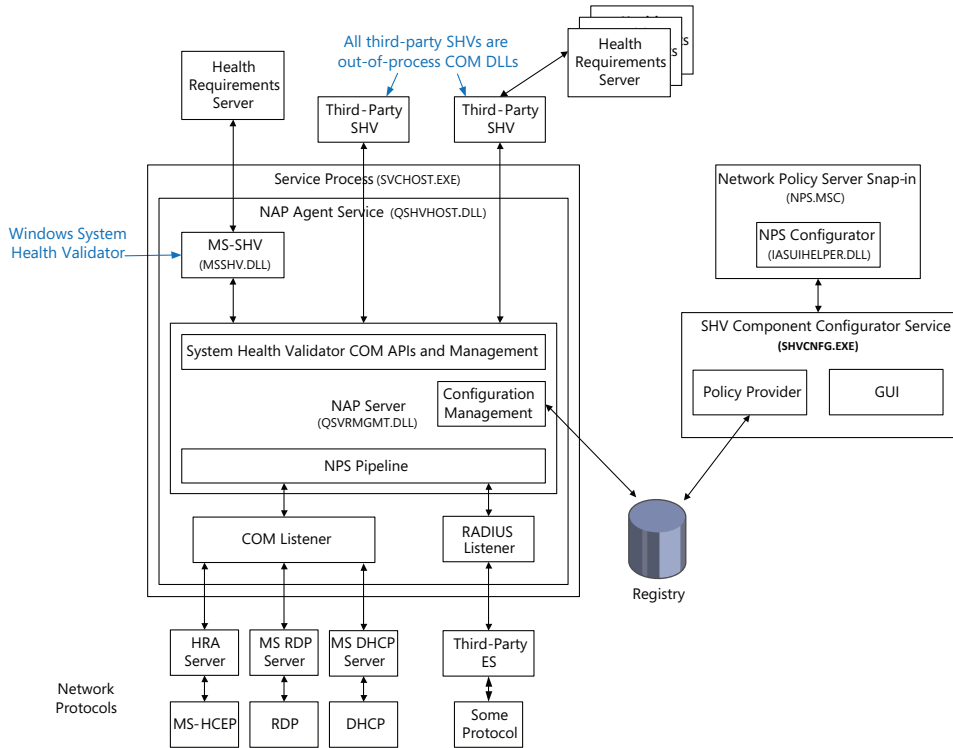 All third-party SHVs are
out-of-process COM DLLs
Health
Requirements
Server
Third-Party
SHV
Third-Party
SHV
Health
Requirements
Server
Service Process (SVCHOST.EXE)
NAP Agent Service (QSHVHOST.DLL)
Windows System
Health Validator
MS-SHV
(MSSHV.DLL)
System Health Validator COM APIs and Management
NAP Server
(QSVRMGMT.DLL)
Configuration
Management
NPS Pipeline
COM Listener
RADIUS
Listener
Network Policy Server Snap-in
(NPS.MSC)
NPS Configurator
(IASUIHELPER.DLL)
SHV Component Configurator Service
(SHVCNFG.EXE)
Policy Provider
GUI
Registry
HRA
Server
MS RDP
Server
MS DHCP
Server
Third-Party
ES
Network
Protocols
MS-HCEP
RDP
DHCP
Some
Protocol